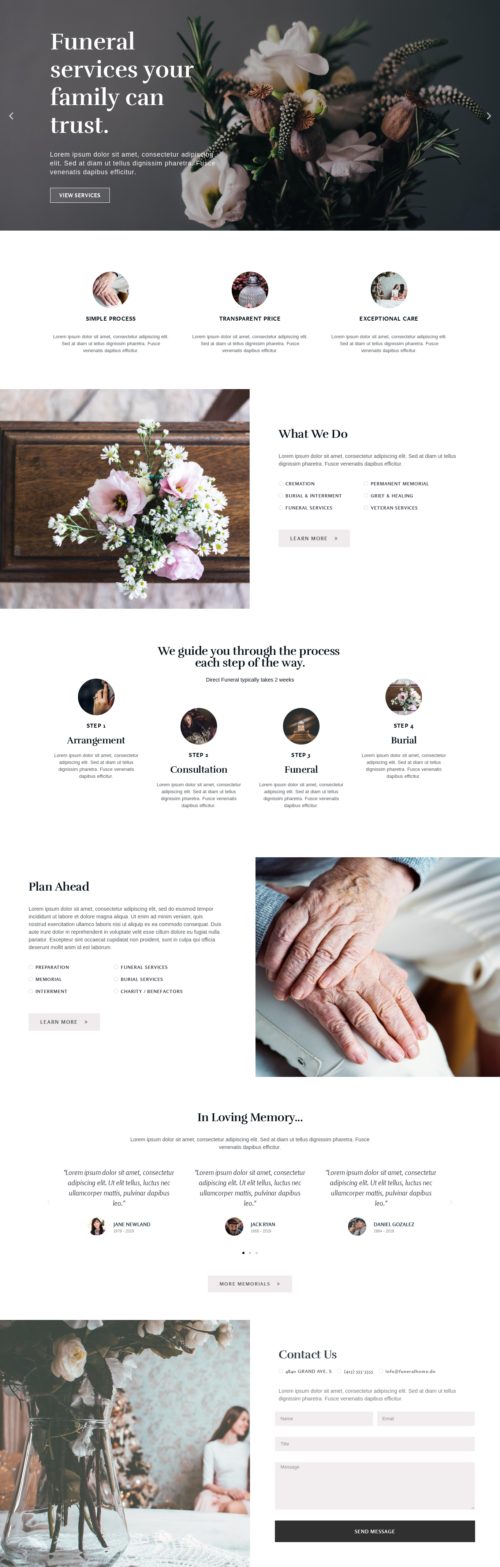 Funeral
services your
family can
trust.
Lorem ipsum dolor sit amet, consectetur adipiscing
elit. Sed at diam ut tellus dignissim pharetra. Fusce
venenatis dapibus efficitur.
VIEW SERVICES
SIMPLE PROCESS
Lorem ipsum dolor sit amet, consectetur adipiscing elit.
Sed at diam ut tellus dignissim pharetra. Fusce
venenatis dapibus efficitur
TRANSPARENT PRICE
Lorem ipsum dolor sit amet, consectetur adipiscing elit.
Sed at diam ut tellus dignissim pharetra. Fusce
venenatis dapibus efficitur
EXCEPTIONAL CARE
Lorem ipsum dolor sit amet, consectetur adipiscing elit.
Sed at diam ut tellus dignissim pharetra. Fusce
venenatis dapibus efficitur
What We Do
Lorem ipsum dolor sit amet, consectetur adipiscing elit. Sed at diam ut tellus
dignissim pharetra. Fusce venenatis dapibus efficitur
CREMATION
PERMANENT MEMORIAL
BURIAL & INTERRMENT
GRIEF & HEALING
FUNERAL SERVICES
VETERAN SERVICES
LEARN MORE »
We guide you through the process
each step of the way.
Direct Funeral typically takes 2 weeks
STEP 1
Arrangement
Lorem ipsum dolor sit amet, consectetur
adipiscing elit. Sed at diam ut tellus
dignissim pharetra. Fusce venenatis
dapibus efficitur
STEP 2
Consultation
Lorem ipsum dolor sit amet, consectetur
adipiscing elit. Sed at diam ut tellus
dignissim pharetra. Fusce venenatis
dapibus efficitur
STEP 3
Funeral
Lorem ipsum dolor sit amet, consectetur
adipiscing elit. Sed at diam ut tellus
dignissim pharetra. Fusce venenatis
dapibus efficitur
STEP 4
Burial
Lorem ipsum dolor sit amet, consectetur
adipiscing elit. Sed at diam ut tellus
dignissim pharetra. Fusce venenatis
dapibus efficitur
Plan Ahead
Lorem ipsum dolor sit amet, consectetur adipiscing elit, sed do eiusmod tempor
incididunt ut labore et dolore magna aliqua. Ut enim ad minim veniam, quis
nostrud exercitation ullamco laboris nisi ut aliquip ex ea commodo consequat. Duis
aute irure dolor in reprehenderit in voluptate velit esse cillum dolore eu fugiat nulla
pariatur. Excepteur sint occaecat cupidatat non proident, sunt in culpa qui officia
deserunt mollit anim id est laborum.
PREPARATION
FUNERAL SERVICES
MEMORIAL
BURIAL SERVICES
INTERRMENT
CHARITY / BENEFACTORS
LEARN MORE »
In Loving Memory...
Lorem ipsum dolor sit amet, consectetur adipiscing elit. Sed at diam ut tellus dignissim pharetra. Fusce
venenatis dapibus efficitur.
"Lorem ipsum dolor sit amet, consectetur
adipiscing elit. Ut elit tellus, luctus nec
ullamcorper mattis, pulvinar dapibus
leo."
JANE NEWLAND
"Lorem ipsum dolor sit amet, consectetur
adipiscing elit. Ut elit tellus, luctus nec
ullamcorper mattis, pulvinar dapibus
leo."
JACK RYAN
"Lorem ipsum dolor sit amet, consectetur
adipiscing elit. Ut elit tellus, luctus nec
ullamcorper mattis, pulvinar dapibus
leo."
DANIEL GOZALEZ
MORE MEMORIALS »
Contact Us
9840 GRAND AVE. S
(412) 333 3355
info@funeralhome.do
Lorem ipsum dolor sit amet, consectetur adipiscing elit. Sed at diam ut tellus
dignissim pharetra. Fusce venenatis dapibus efficitur
Name
Email
Title
Message
SEND MESSAGE